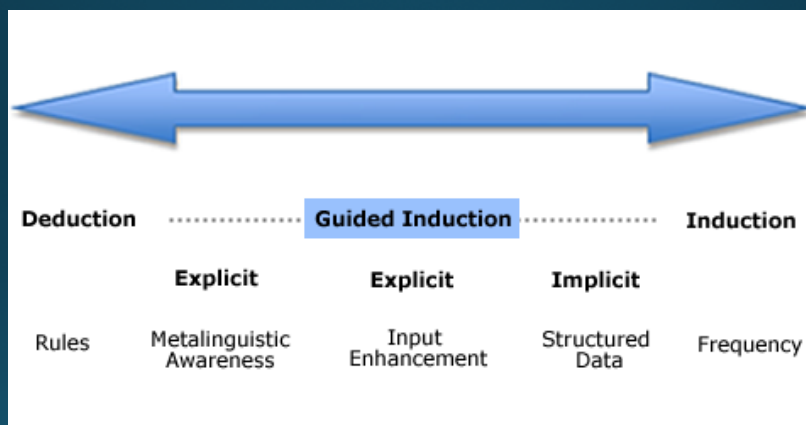 Deduction Guided Induction Induction
Explicit Explicit Implicit
Rules Metalinguistic Awareness Input Enhancement Structured Data Frequency